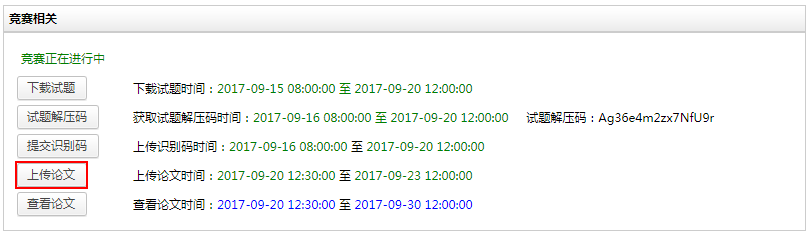 竞赛相关
竞赛正在进行中
下载试题 下载试题时间：2017-09-15 08:00:00 至 2017-09-20 12:00:00
试题解压码 获取试题解压码时间：2017-09-16 08:00:00 至 2017-09-20 12:00:00 试题解压码：Ag36e4m2zx7NfU9r
提交识别码 上传识别码时间：2017-09-16 08:00:00 至 2017-09-20 12:00:00
上传论文 上传论文时间：2017-09-20 12:30:00 至 2017-09-23 12:00:00
查看论文 查看论文时间：2017-09-20 12:30:00 至 2017-09-30 12:00:00